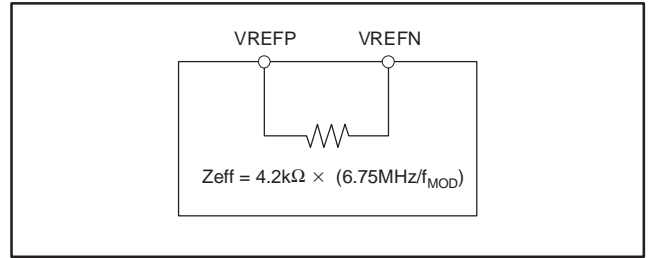 VREFP VREFN
Zeff = 4.2kΩ × (6.75MHz/fMOD)